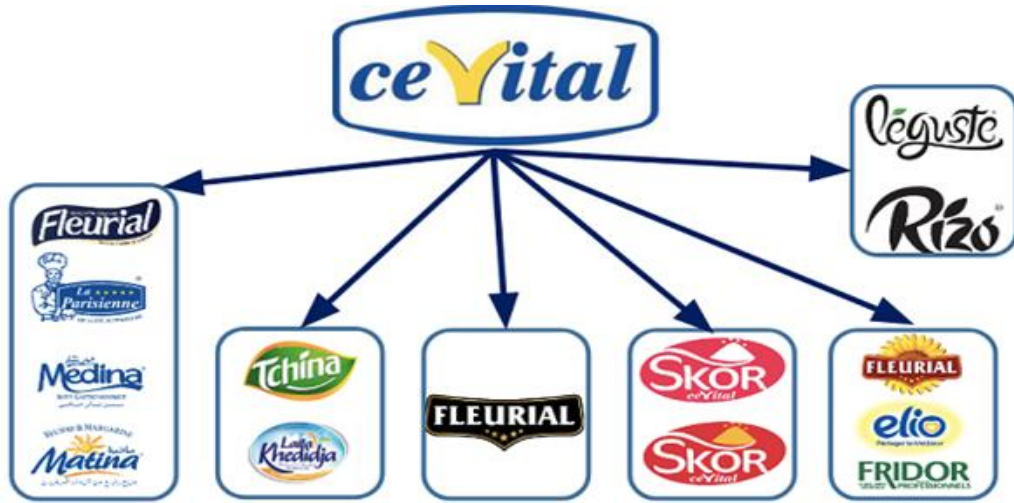 ceVital
Léguste
Rizo
Fleurial
La
Parisienne
Medina
Matina
Tchina
Lalla
Khedidja
FLEURIAL
SKOR
ceVital
SKOR
ceVital
FLEURIAL
elio
FRIDOR